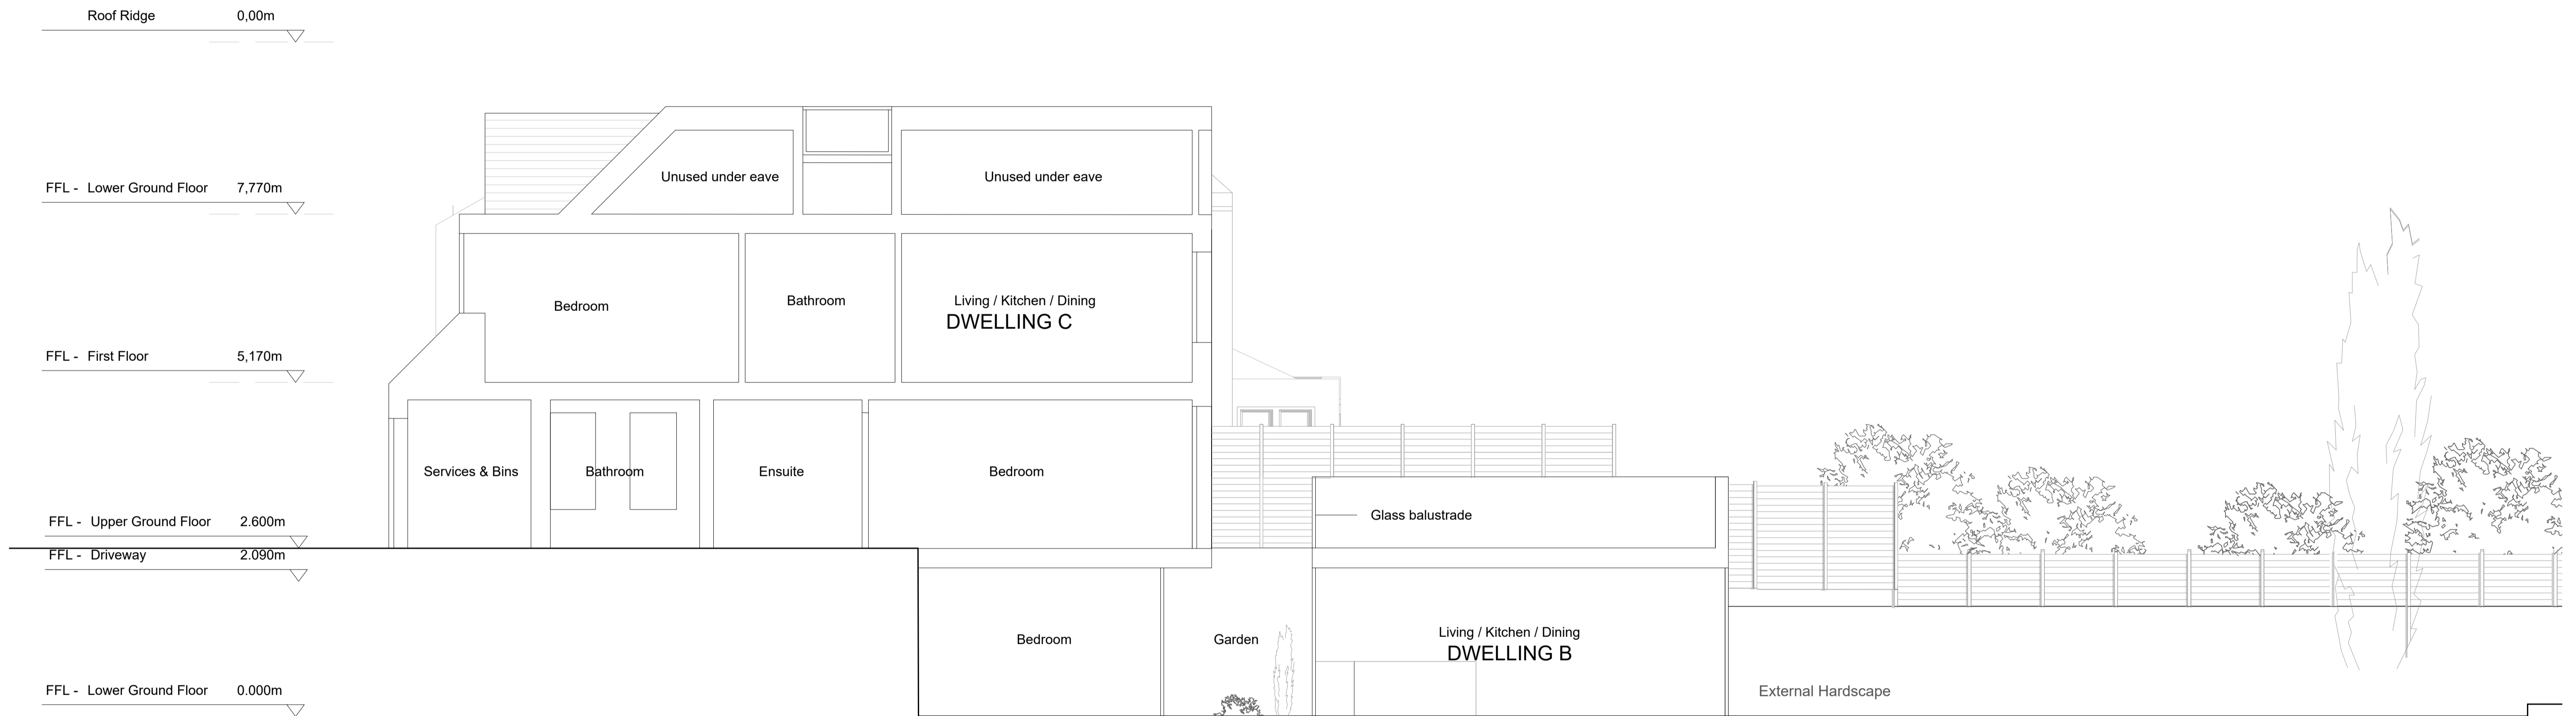 Roof Ridge 0,00m
FFL - Lower Ground Floor 7,770m
Unused under eave
Unused under eave
Bedroom
Bathroom
Living / Kitchen / Dining
DWELLING C
FFL - First Floor 5,170m
Services & Bins
Bathroom
Ensuite
Bedroom
FFL - Upper Ground Floor 2.600m
Glass balustrade
FFL - Driveway 2.090m
Bedroom
Garden
Living / Kitchen / Dining
DWELLING B
FFL - Lower Ground Floor 0.000m
External Hardscape